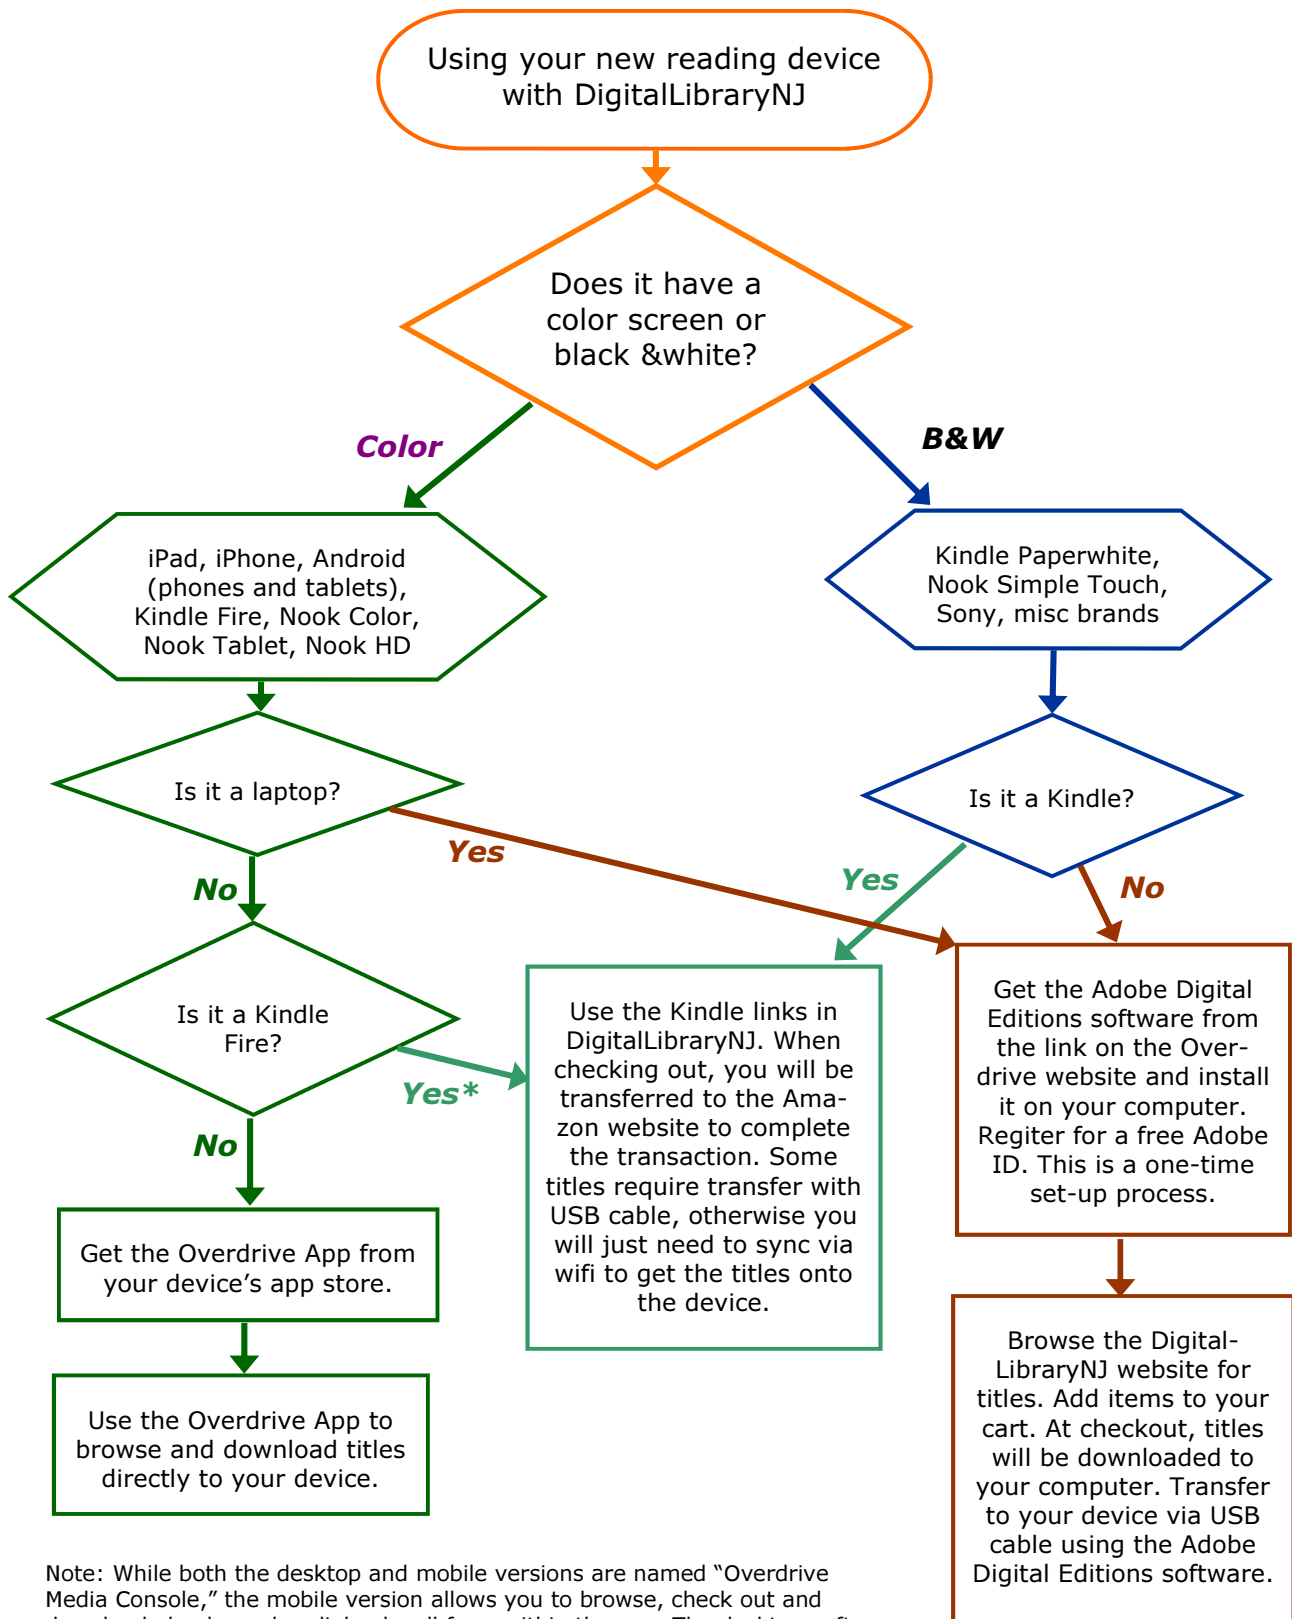 Using your new reading device
with DigitalLibraryNJ
Does it have a
color screen or
black &white?
Color
B&W
iPad, iPhone, Android
(phones and tablets),
Kindle Fire, Nook Color,
Nook Tablet, Nook HD
Kindle Paperwhite,
Nook Simple Touch,
Sony, misc brands
Is it a laptop?
Is it a Kindle?
Yes
No
Yes
No
Is it a Kindle
Fire?
Yes*
No
Use the Kindle links in
DigitalLibraryNJ. When
checking out, you will be
transferred to the Ama-
zon website to complete
the transaction. Some
titles require transfer with
USB cable, otherwise you
will just need to sync via
wifi to get the titles onto
the device.
Get the Adobe Digital
Editions software from
the link on the Over-
drive website and install
it on your computer.
Regiter for a free Adobe
ID. This is a one-time
set-up process.
Get the Overdrive App from
your device's app store.
Use the Overdrive App to
browse and download titles
directly to your device.
Browse the Digital-
LibraryNJ website for
titles. Add items to your
cart. At checkout, titles
will be downloaded to
your computer. Transfer
to your device via USB
cable using the Adobe
Digital Editions software.
Note: While both the desktop and mobile versions are named “Overdrive
Media Console,” the mobile version allows you to browse, check out and